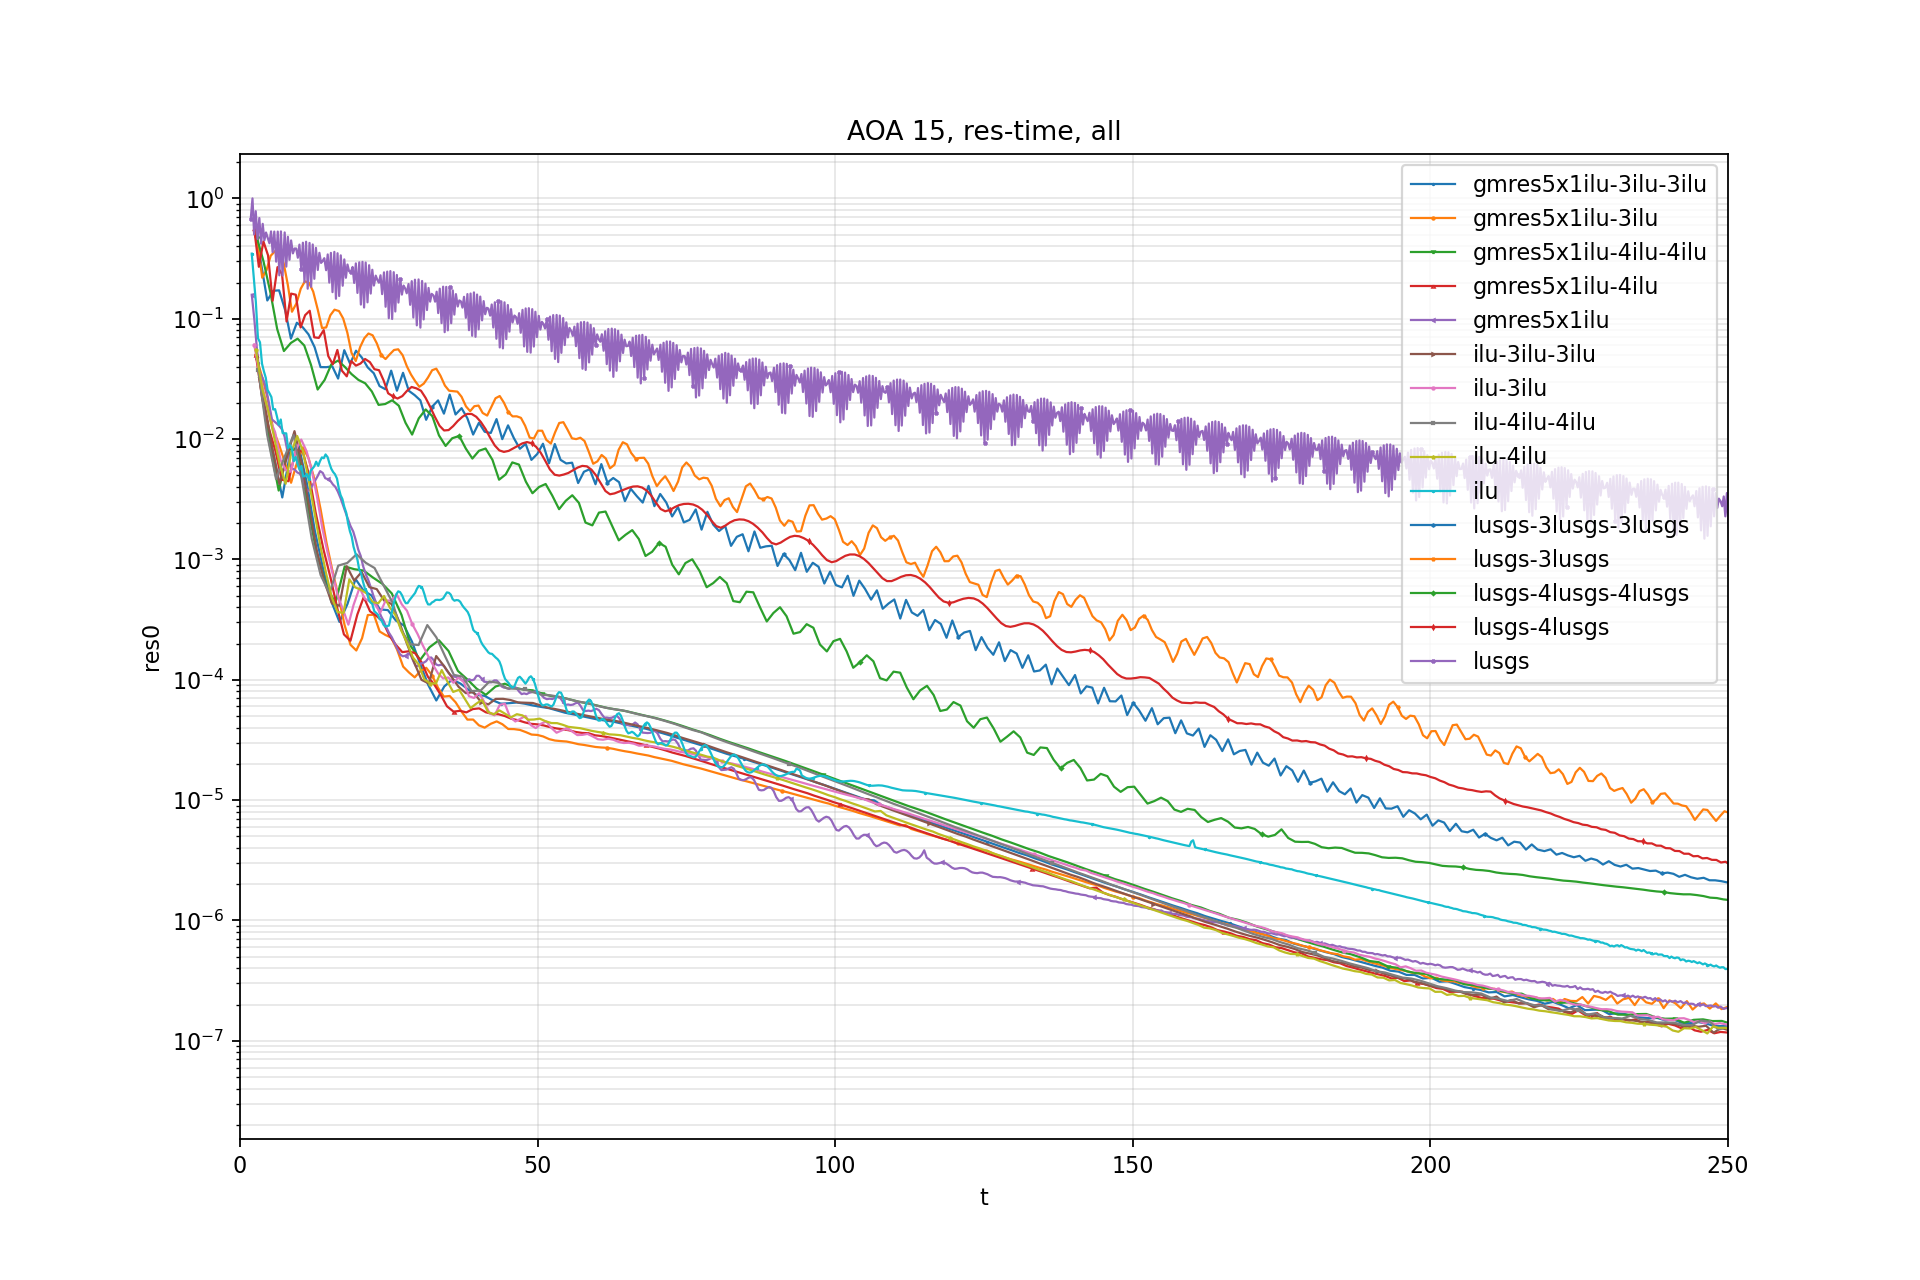 AOA 15, res-time, all
10^0
10^-1
10^-2
10^-3
10^-4
10^-5
10^-6
10^-7
res0
gmres5x1ilu-3ilu-3ilu
gmres5x1ilu-3ilu
gmres5x1ilu-4ilu-4ilu
gmres5x1ilu-4ilu
gmres5x1ilu
ilu-3ilu-3ilu
ilu-3ilu
ilu-4ilu-4ilu
ilu-4ilu
ilu
lusgs-3lusgs-3lusgs
lusgs-3lusgs
lusgs-4lusgs-4lusgs
lusgs-4lusgs
lusgs
0 50 100 150 200 250
t